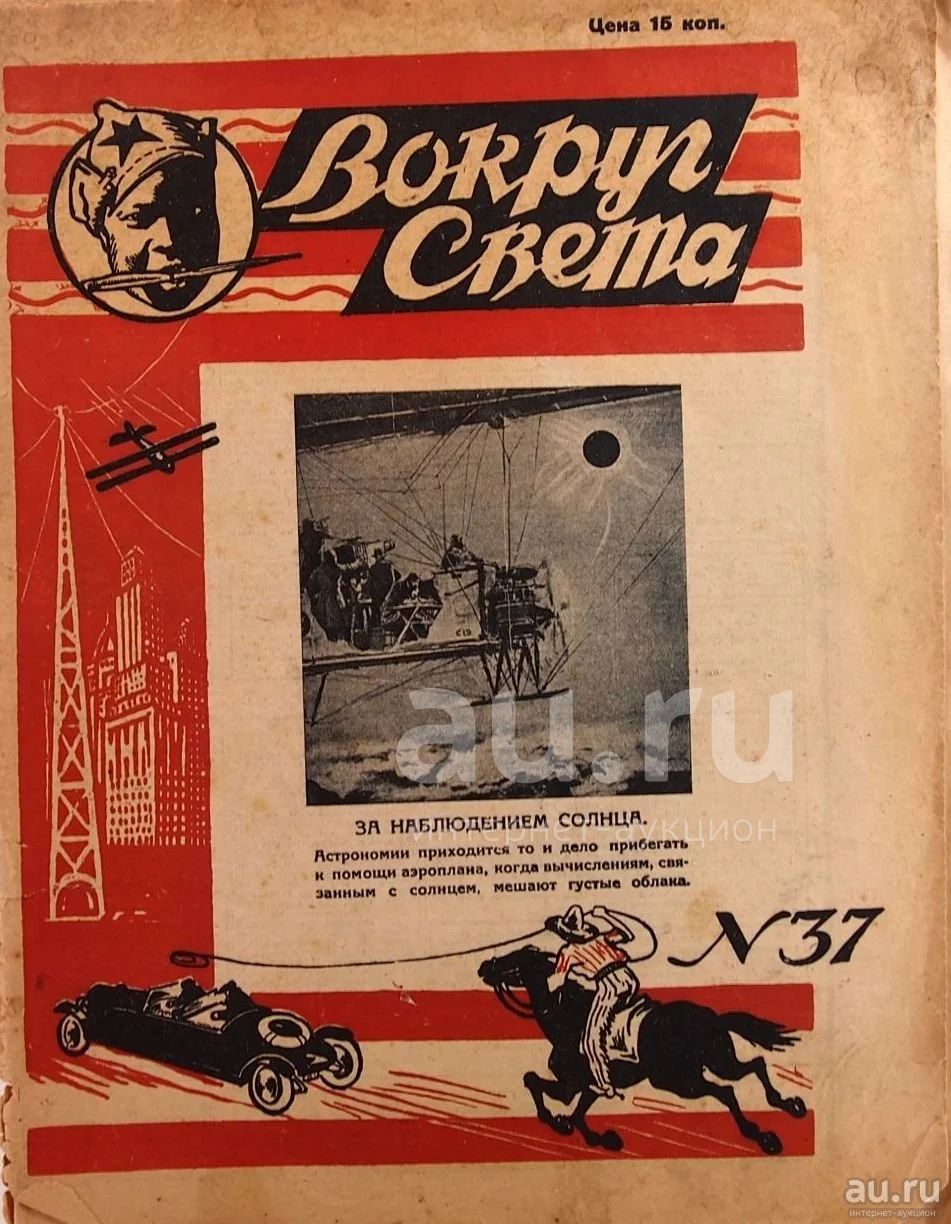 Цена 15 коп.
Вокруг
Света
ЗА НАБЛЮДЕНИЕМ СОЛНЦА.
Астрономии приходится то и дело прибегать
к помощи аэроплана, когда вычислениям, свя-
занным с солнцем, мешают густые облака.
N 37
au.ru
интернет-аукцион
au.ru
интернет-аукцион